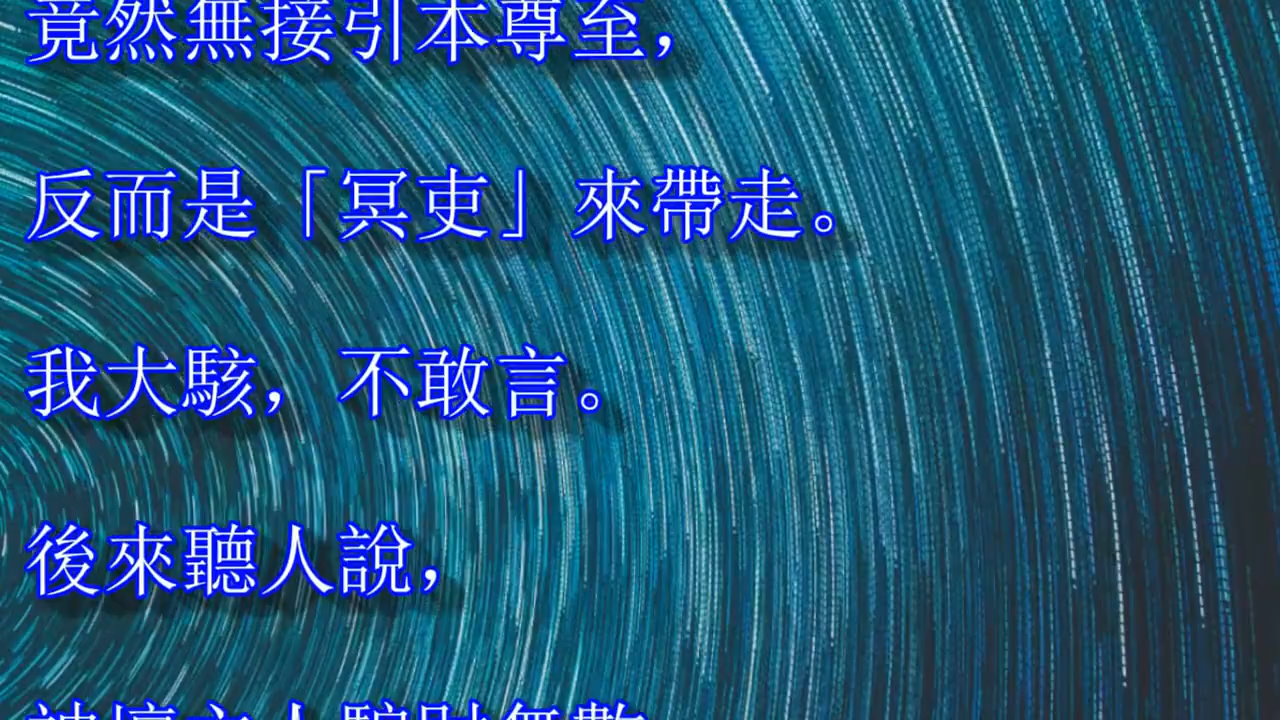 竟然無接引本尊至，
反而是「冥吏」來帶走。
我大駭，不敢言。
後來聽人說，